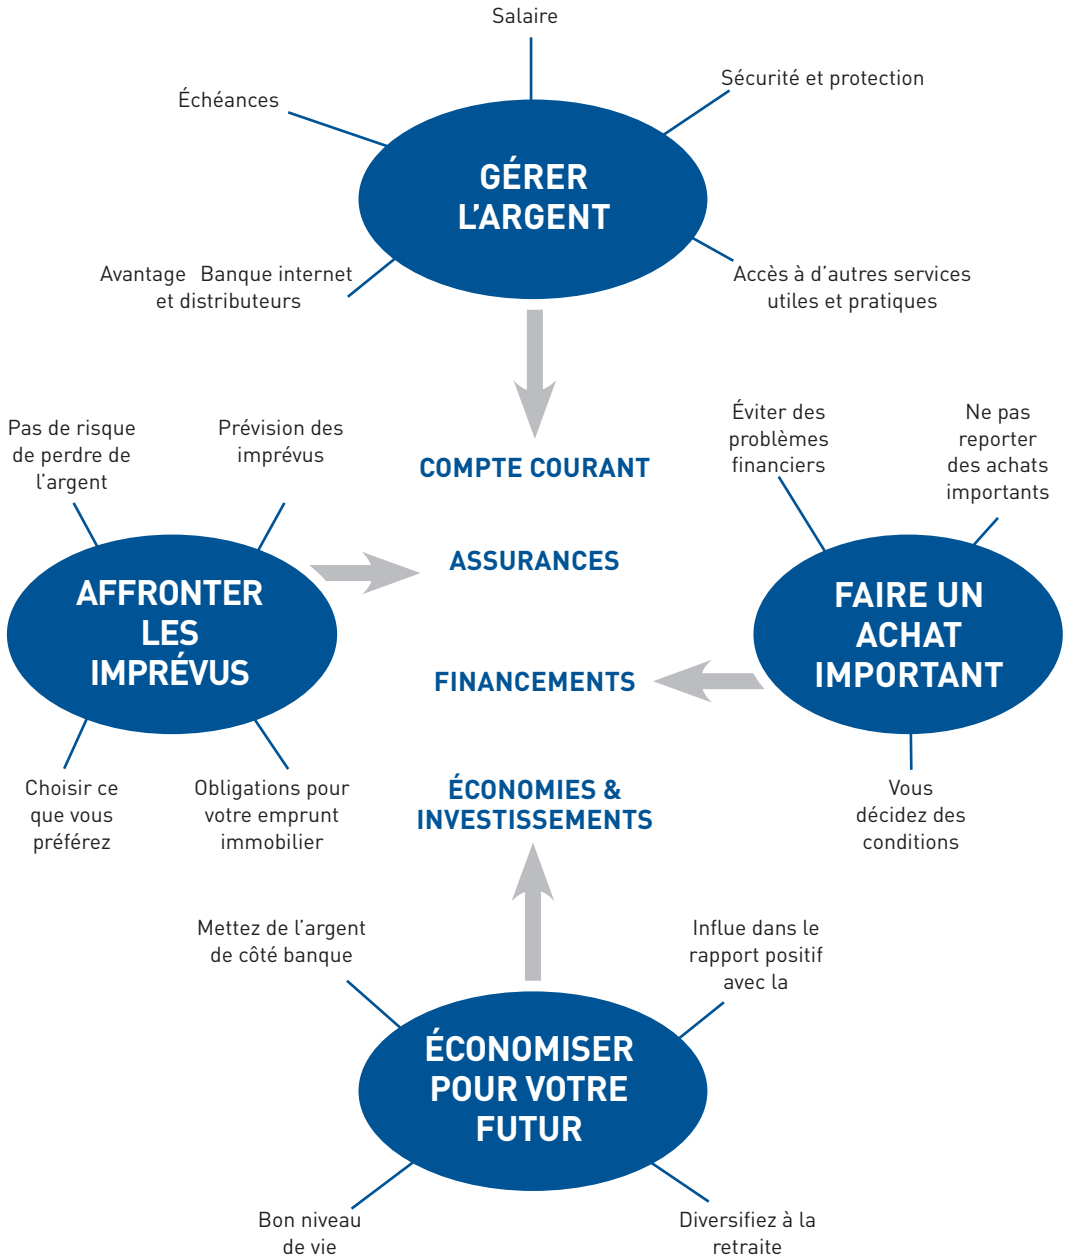 Salaire
Sécurité et protection
Échéances
GÉRER
L'ARGENT
Avantage Banque internet
et distributeurs
Accès à d'autres services
utiles et pratiques
Pas de risque
de perdre de
l'argent
Prévision des
imprévus
COMPTE COURANT
Éviter des
problèmes
financiers
Ne pas
reporter
des achats
importants
ASSURANCES
AFFRONTER
LES
IMPRÉVUS
FAIRE UN
ACHAT
IMPORTANT
FINANCEMENTS
Choisir ce
que vous
préférez
Obligations pour
votre emprunt
immobilier
ÉCONOMIES &
INVESTISSEMENTS
Vous
décidez des
conditions
Mettez de l'argent
de côté banque
Influe dans le
rapport positif
avec la
ÉCONOMISER
POUR VOTRE
FUTUR
Bon niveau
de vie
Diversifiez à la
retraite